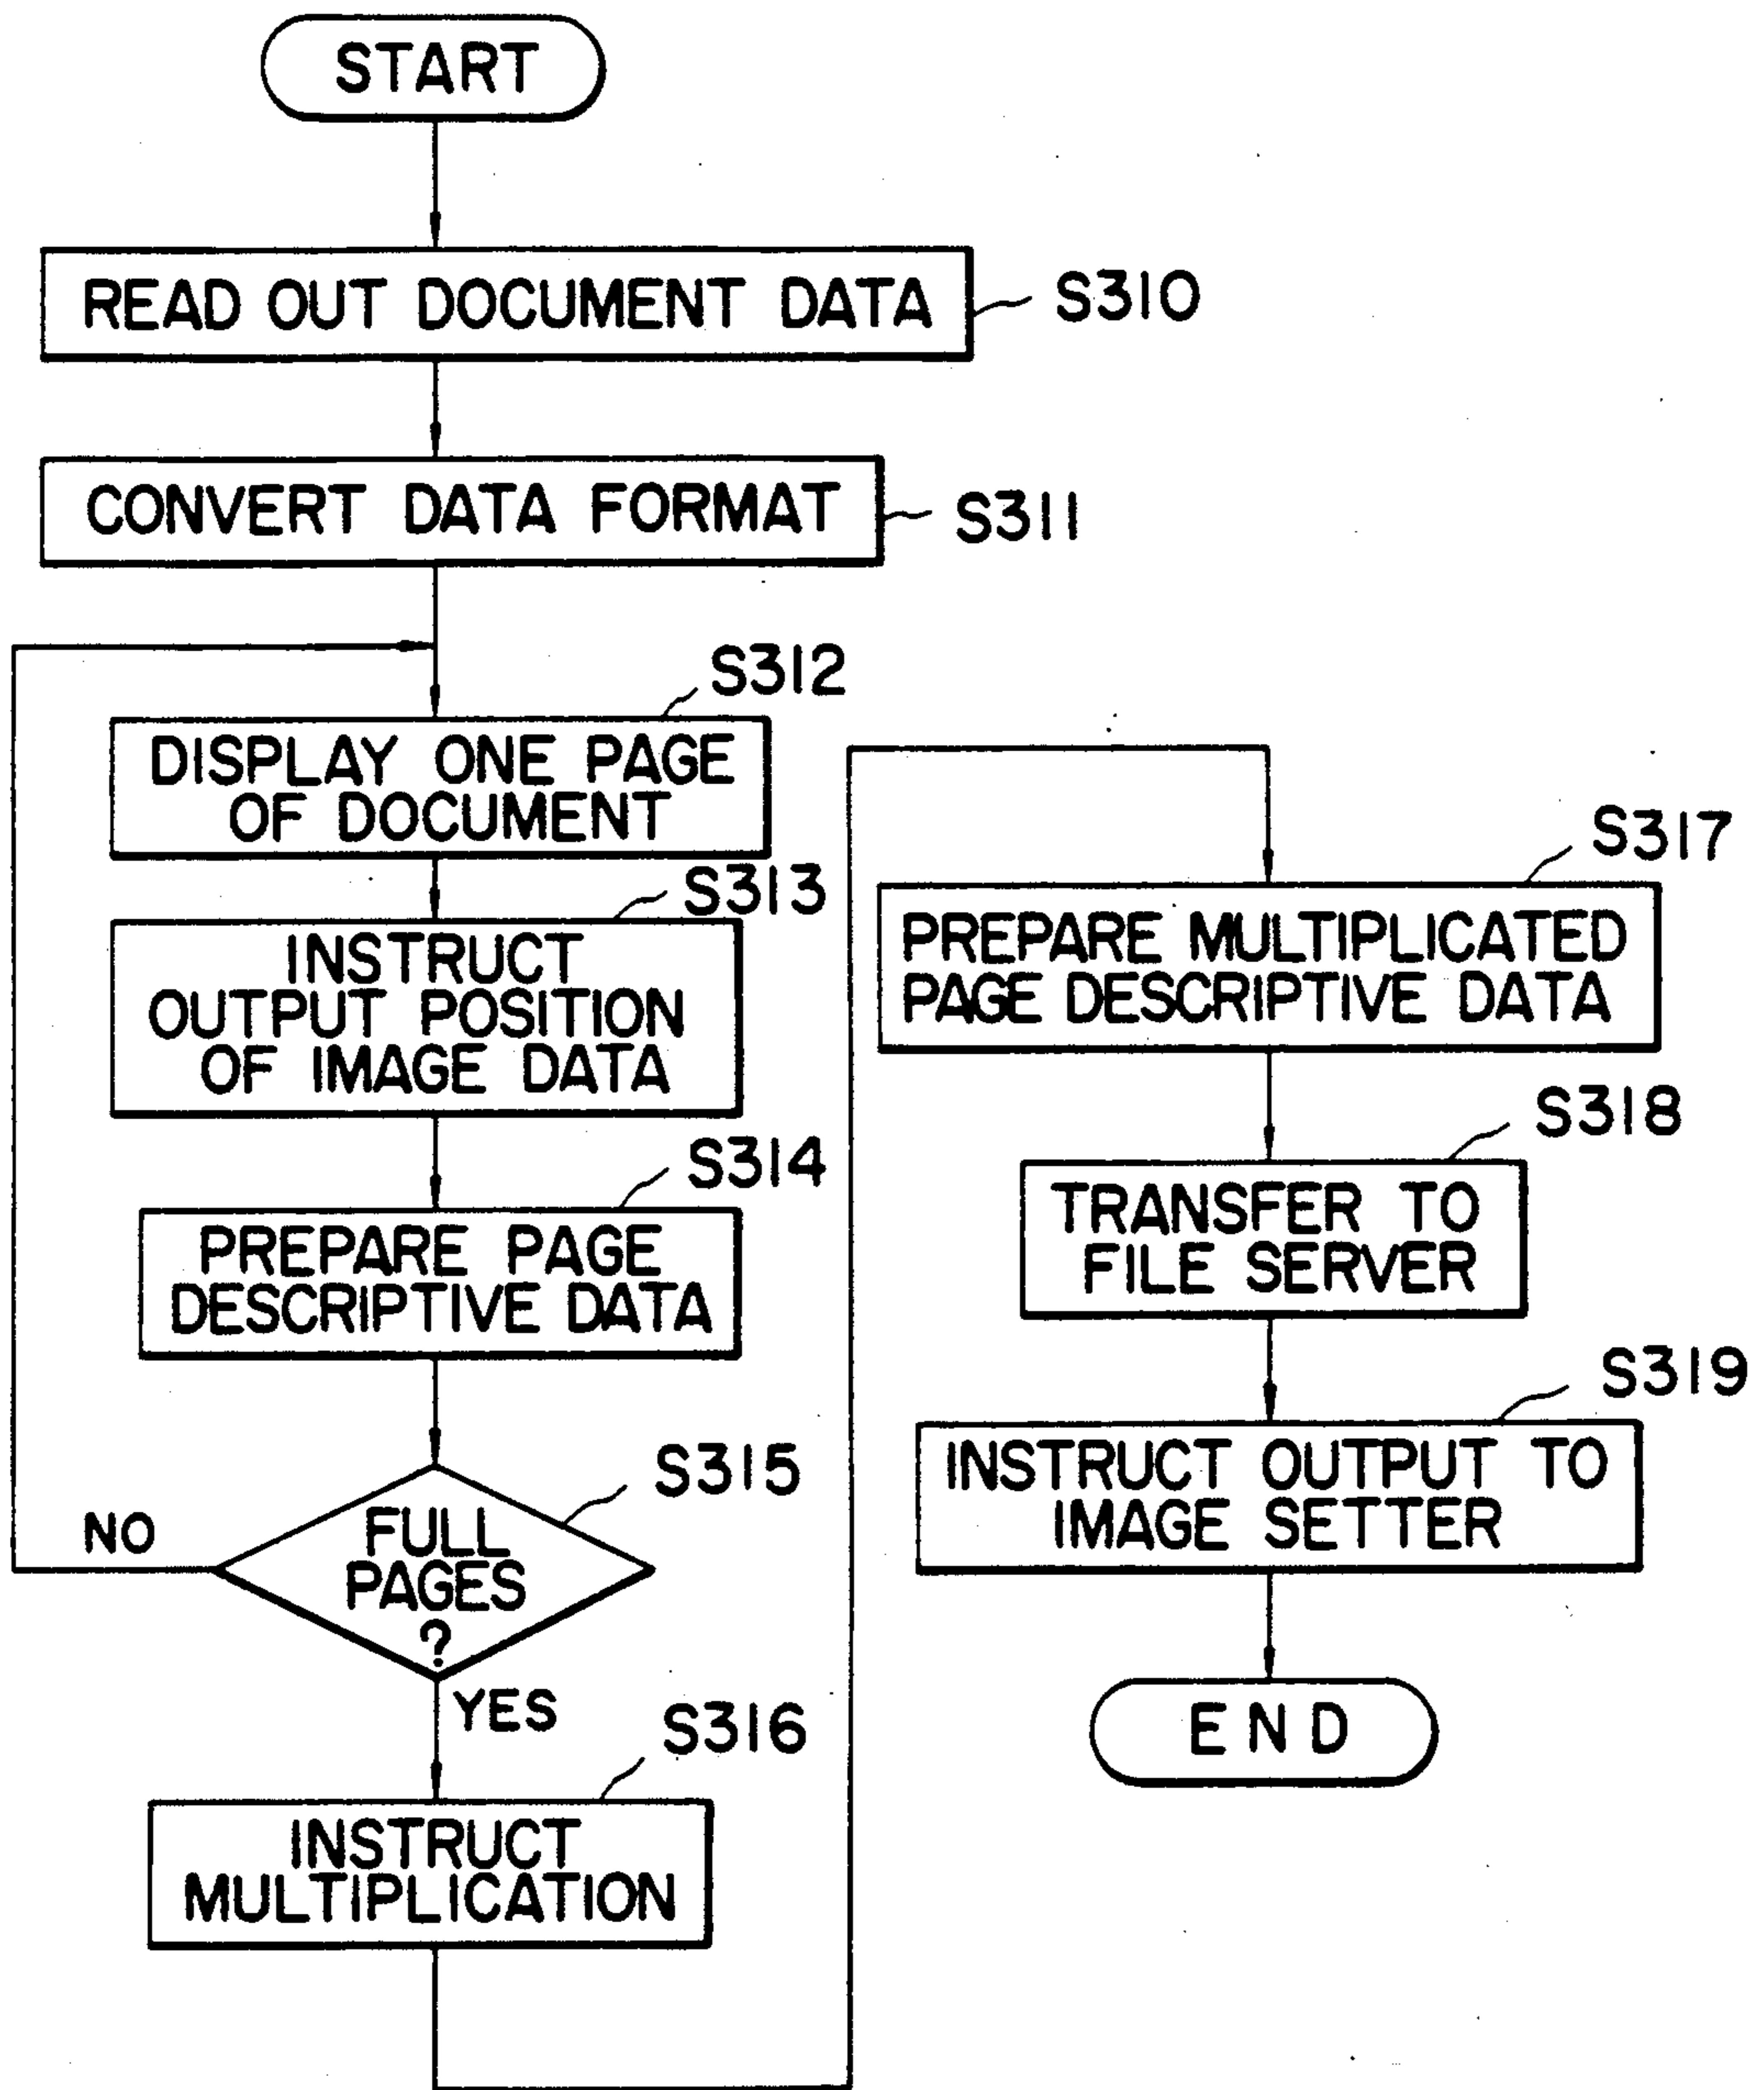 START
READ OUT DOCUMENT DATA
S310
CONVERT DATA FORMAT
S311
S312
DISPLAY ONE PAGE
OF DOCUMENT
S313
INSTRUCT
OUTPUT POSITION
OF IMAGE DATA
S314
PREPARE PAGE
DESCRIPTIVE DATA
S315
FULL
PAGES
?
NO
YES
S316
INSTRUCT
MULTIPLICATION
S317
PREPARE MULTIPLICATED
PAGE DESCRIPTIVE DATA
S318
TRANSFER TO
FILE SERVER
S319
INSTRUCT OUTPUT TO
IMAGE SETTER
END